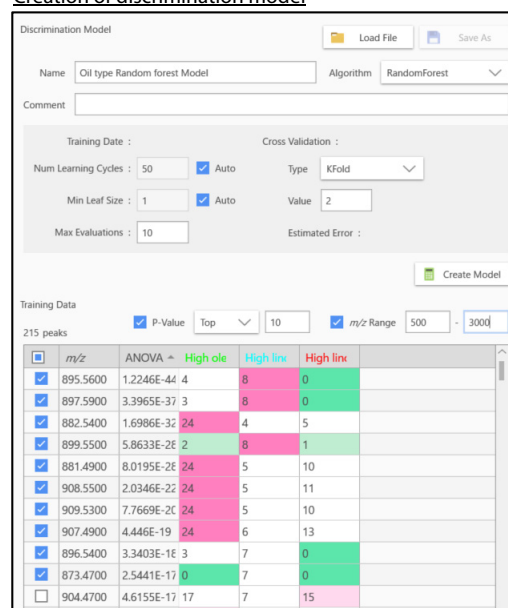 Creation of discrimination model
Discrimination Model
Load File
Save As
Name Oil type Random forest Model Algorithm RandomForest
Comment
Training Date : Cross Validation :
Num Learning Cycles : 50 Auto Type KFold
Min Leaf Size : 1 Auto Value 2
Max Evaluations : 10 Estimated Error :
Create Model
Training Data
215 peaks P-Value Top 10 m/z Range 500 - 3000
m/z ANOVA High ole High lino High lino
895.5600 1.2246E-44 4 8 0
897.5900 3.3965E-37 3 8 0
882.5400 1.6986E-32 24 4 5
899.5500 5.8633E-28 2 8 1
881.4900 8.0195E-28 24 5 10
908.5500 2.0346E-22 24 5 11
909.5300 7.7669E-20 24 5 10
907.4900 4.446E-19 24 6 13
896.5400 3.3403E-18 3 7 0
873.4700 2.5441E-17 0 7 0
904.4700 4.6155E-17 17 7 15